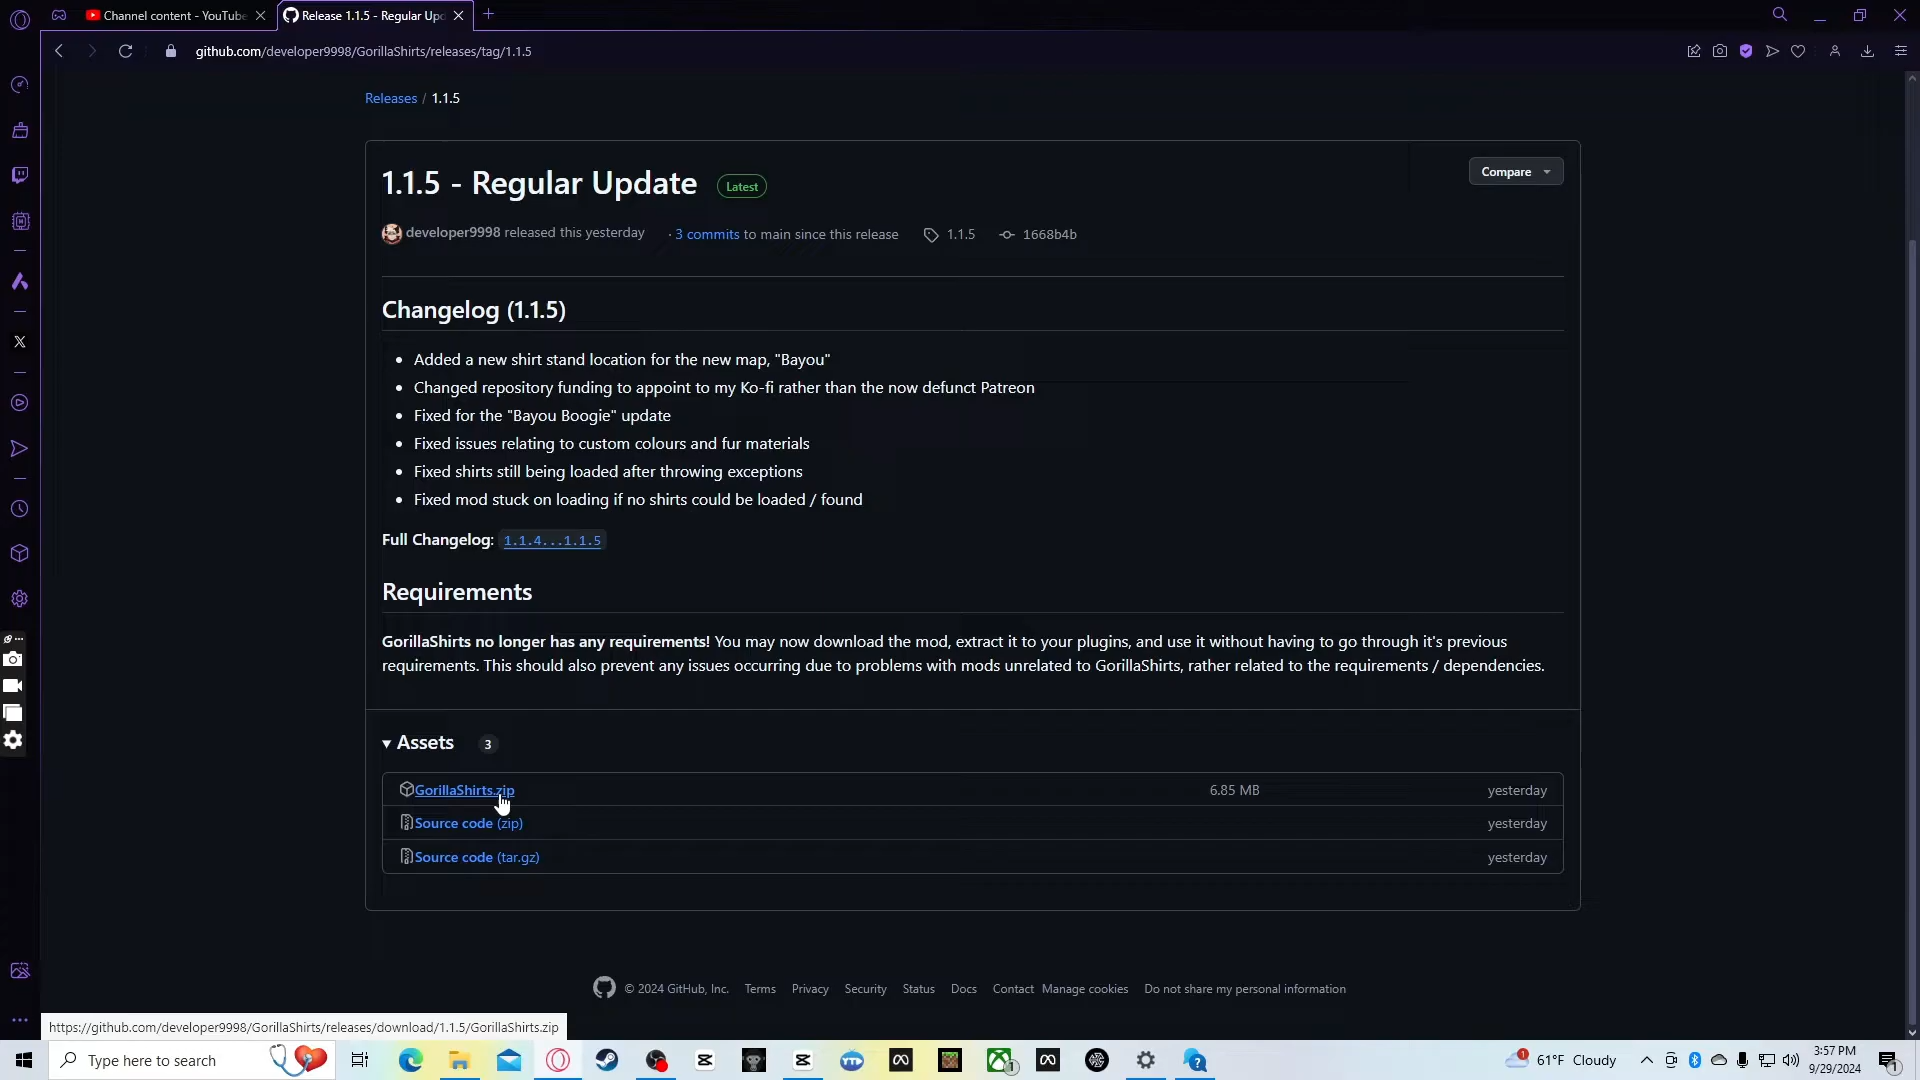 Channel content - YouTube
Release 1.1.5 - Regular Upd
github.com/developer9998/GorillaShirts/releases/tag/1.1.5
Releases / 1.1.5
1.1.5 - Regular Update
Latest
Compare
developer9998 released this yesterday
· 3 commits to main since this release
1.1.5
1668b4b
Changelog (1.1.5)
Added a new shirt stand location for the new map, "Bayou"
Changed repository funding to appoint to my Ko-fi rather than the now defunct Patreon
Fixed for the "Bayou Boogie" update
Fixed issues relating to custom colours and fur materials
Fixed shirts still being loaded after throwing exceptions
Fixed mod stuck on loading if no shirts could be loaded / found
Full Changelog: 1.1.4...1.1.5
Requirements
GorillaShirts no longer has any requirements! You may now download the mod, extract it to your plugins, and use it without having to go through it's previous
requirements. This should also prevent any issues occurring due to problems with mods unrelated to GorillaShirts, rather related to the requirements / dependencies.
Assets 3
GorillaShirts.zip 6.85 MB yesterday
Source code (zip) yesterday
Source code (tar.gz) yesterday
© 2024 GitHub, Inc. Terms Privacy Security Status Docs Contact Manage cookies Do not share my personal information
https://github.com/developer9998/GorillaShirts/releases/download/1.1.5/GorillaShirts.zip
Type here to search
61°F Cloudy
3:57 PM
9/29/2024